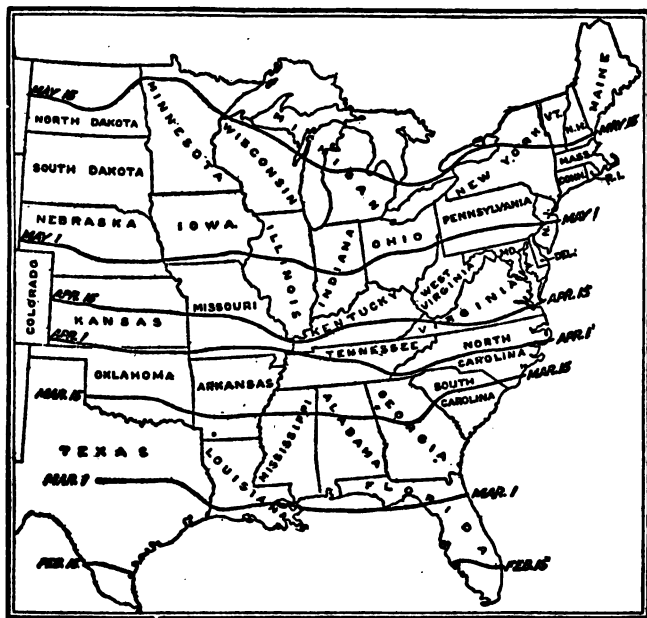 MAINE
MAY 15
NORTH DAKOTA
MINNESOTA
WISCONSIN
MICHIGAN
VT.
N.H.
MAY 15
SOUTH DAKOTA
NEW YORK
MASS.
CONN.
R.I.
NEBRASKA
IOWA
PENNSYLVANIA
N.J.
MAY 1
MAY 1
ILLINOIS
INDIANA
OHIO
MD.
DEL.
COLORADO
APR. 15
KANSAS
MISSOURI
KENTUCKY
WEST
VIRGINIA
VIRGINIA
APR. 15
APR. 1
TENNESSEE
NORTH
CAROLINA
APR. 1
OKLAHOMA
ARKANSAS
SOUTH
CAROLINA
MAR. 15
MAR. 15
TEXAS
LOUISIANA
MISSISSIPPI
ALABAMA
GEORGIA
MAR. 1
FLORIDA
MAR. 1
FEB. 15
FEB. 15